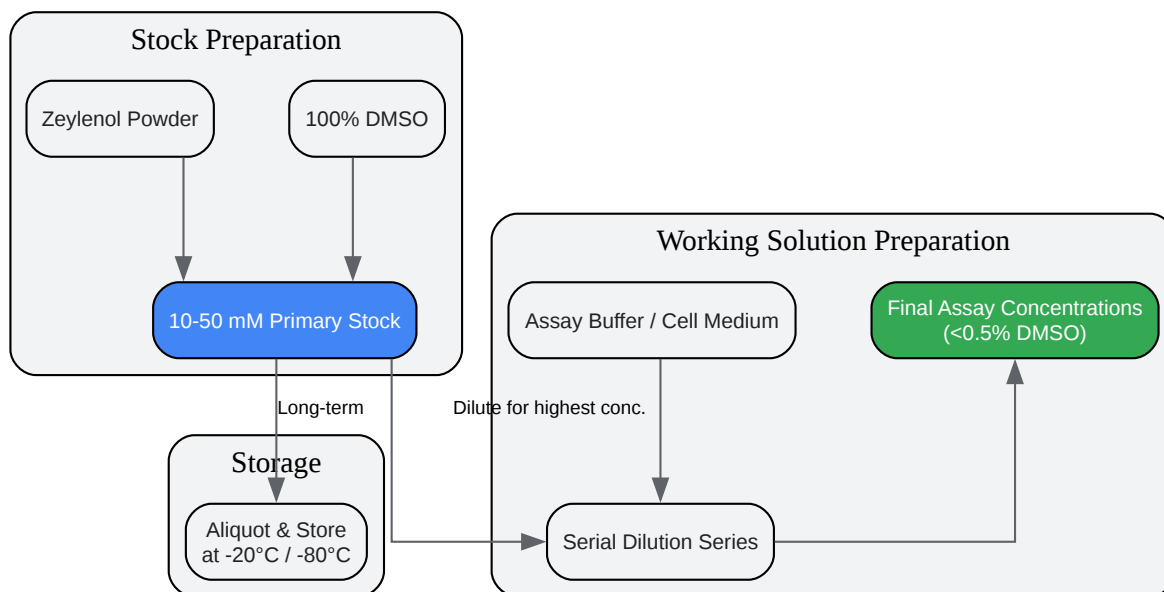 Stock Preparation
Zeylenol Powder
100% DMSO
10-50 mM Primary Stock
Long-term
Dilute for highest conc.
Storage
Aliquot & Store
at -20°C / -80°C
Working Solution Preparation
Assay Buffer / Cell Medium
Final Assay Concentrations
(<0.5% DMSO)
Serial Dilution Series